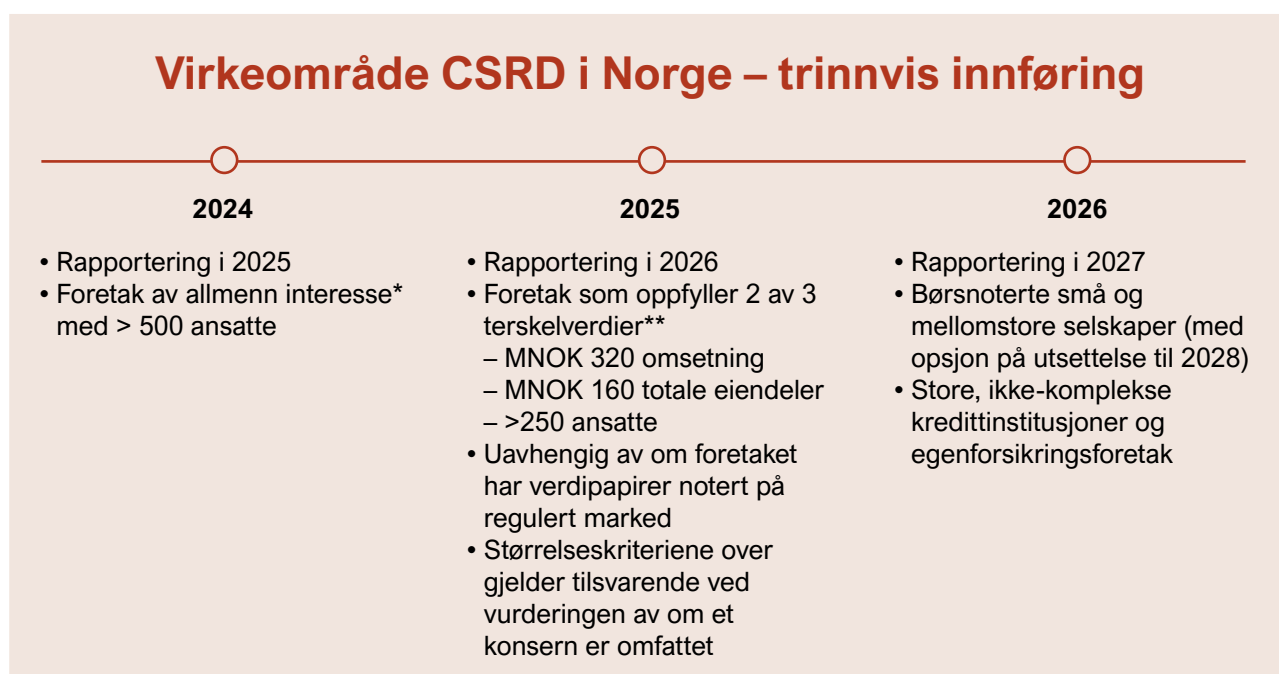 Virkeområde CSRD i Norge – trinnvis innføring
2024
• Rapportering i 2025
• Foretak av allmenn interesse*
med > 500 ansatte
2025
• Rapportering i 2026
• Foretak som oppfyller 2 av 3
terskelverdier**
– MNOK 320 omsetning
– MNOK 160 totale eiendeler
– >250 ansatte
• Uavhengig av om foretaket
har verdipapirer notert på
regulert marked
• Størrelseskriteriene over
gjelder tilsvarende ved
vurderingen av om et
konsern er omfattet
2026
• Rapportering i 2027
• Børsnoterte små og
mellomstore selskaper (med
opsjon på utsettelse til 2028)
• Store, ikke-komplekse
kredittinstitusjoner og
egenforsikringsforetak